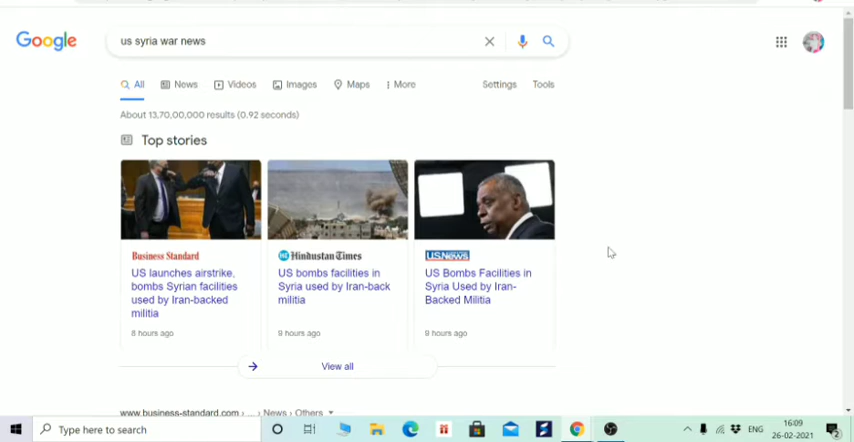 Google
us syria war news
All News Videos Images Maps More Settings Tools
About 13,70,00,000 results (0.92 seconds)
Top stories
Business Standard
US launches airstrike,
bombs Syrian facilities
used by Iran-backed
militia
8 hours ago
HT Hindustan Times
US bombs facilities in
Syria used by Iran-back
militia
9 hours ago
US News
US Bombs Facilities in
Syria Used by Iran-
Backed Militia
9 hours ago
View all
www.business-standard.com › ... › News › Others
Type here to search
ENG
16:09
26-02-2021
2